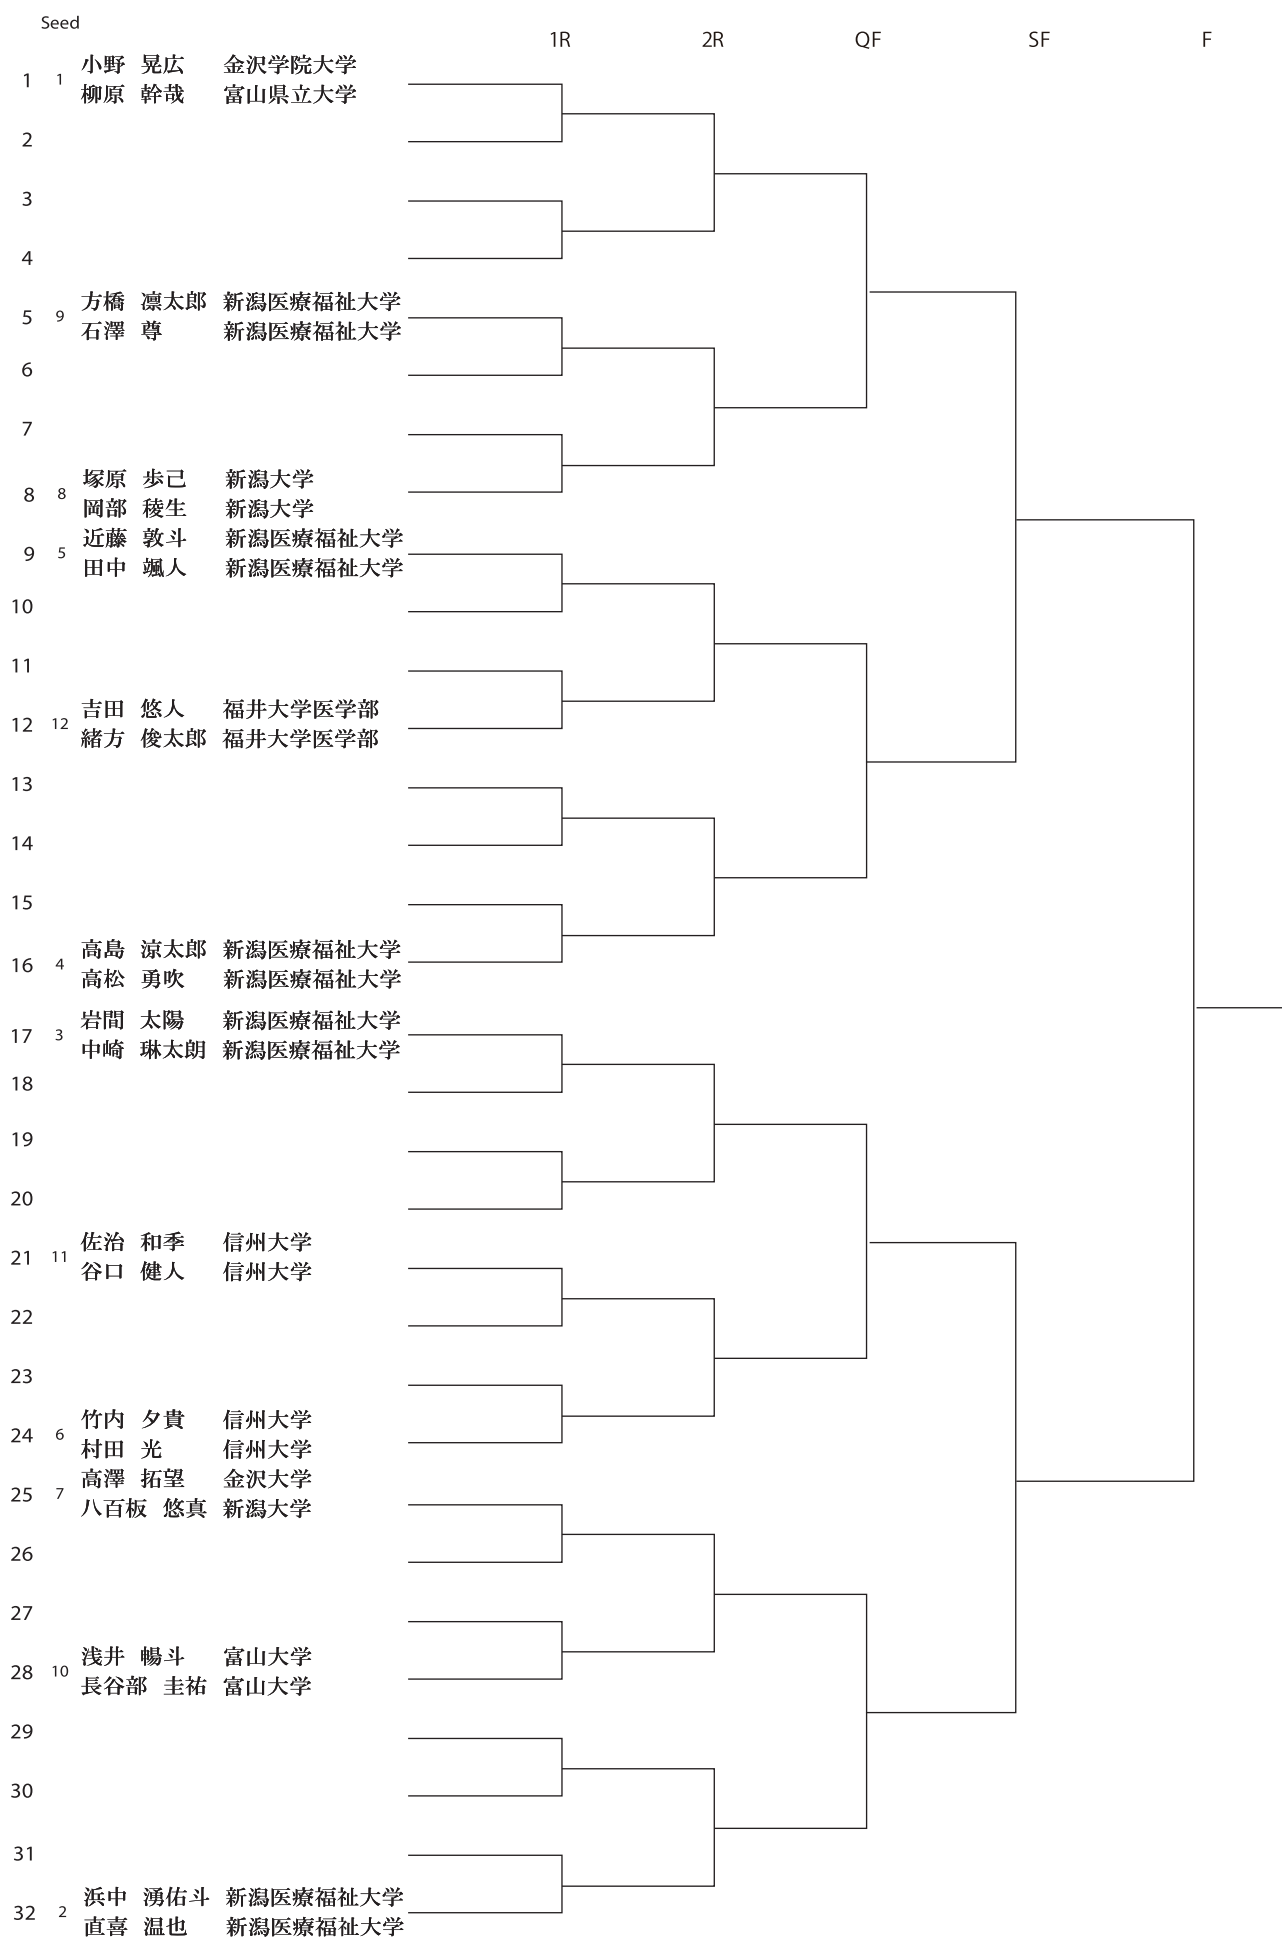 Seed
1R 2R QF SF F
小野 晃広 金沢学院大学
1 1
柳原 幹哉 富山県立大学
2
3
4
方橋 凛太郎 新潟医療福祉大学
5 9
石澤 尊 新潟医療福祉大学
6
7
塚原 歩己 新潟大学
8 8
岡部 稜生 新潟大学
近藤 敦斗 新潟医療福祉大学
9 5
田中 颯人 新潟医療福祉大学
10
11
吉田 悠人 福井大学医学部
12 12
緒方 俊太郎 福井大学医学部
13
14
15
高島 涼太郎 新潟医療福祉大学
16 4
高松 勇吹 新潟医療福祉大学
岩間 太陽 新潟医療福祉大学
17 3
中崎 琳太朗 新潟医療福祉大学
18
19
20
佐治 和季 信州大学
21 11
谷口 健人 信州大学
22
23
竹内 夕貴 信州大学
24 6
村田 光 信州大学
高澤 拓望 金沢大学
25 7
八百板 悠真 新潟大学
26
27
浅井 暢斗 富山大学
28 10
長谷部 圭祐 富山大学
29
30
31
浜中 湧佑斗 新潟医療福祉大学
32 2
直喜 温也 新潟医療福祉大学